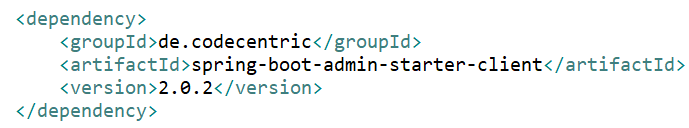 <dependency>
    <groupId>de.codecentric</groupId>
    <artifactId>spring-boot-admin-starter-client</artifactId>
    <version>2.0.2</version>
</dependency>